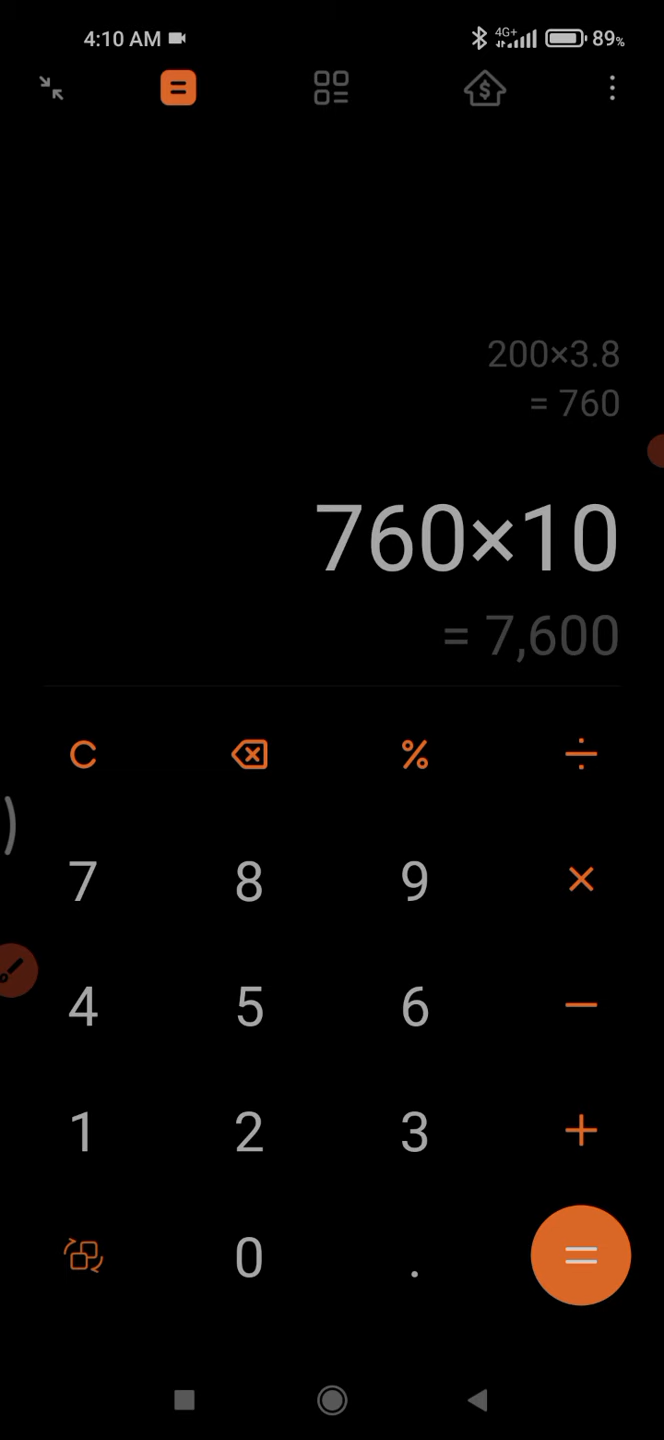 4:10 AM 4G+ 89%
200×3.8
= 760
760×10
= 7,600
C % ÷
7 8 9 ×
4 5 6 −
1 2 3 +
0 . =